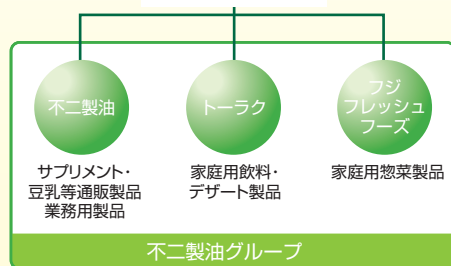 不二製油
トーラク
フジ
フレッシュ
フーズ
サプリメント・
豆乳等通販製品
業務用製品
家庭用飲料・
デザート製品
家庭用惣菜製品
不二製油グループ